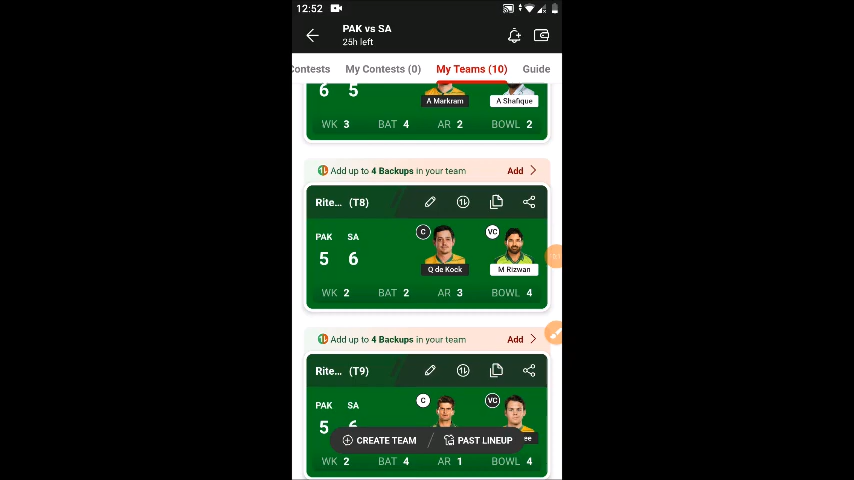 12:52
PAK vs SA
25h left
Contests My Contests (0) My Teams (10) Guide
6 5
A Markram A Shafique
WK 3 BAT 4 AR 2 BOWL 2
Add up to 4 Backups in your team Add
Rite... (T8)
C VC
PAK SA
5 6
Q de Kock M Rizwan
WK 2 BAT 2 AR 3 BOWL 4
Add up to 4 Backups in your team Add
Rite... (T9)
C VC
PAK SA
5 6
CREATE TEAM PAST LINEUP
WK 2 BAT 4 AR 1 BOWL 4